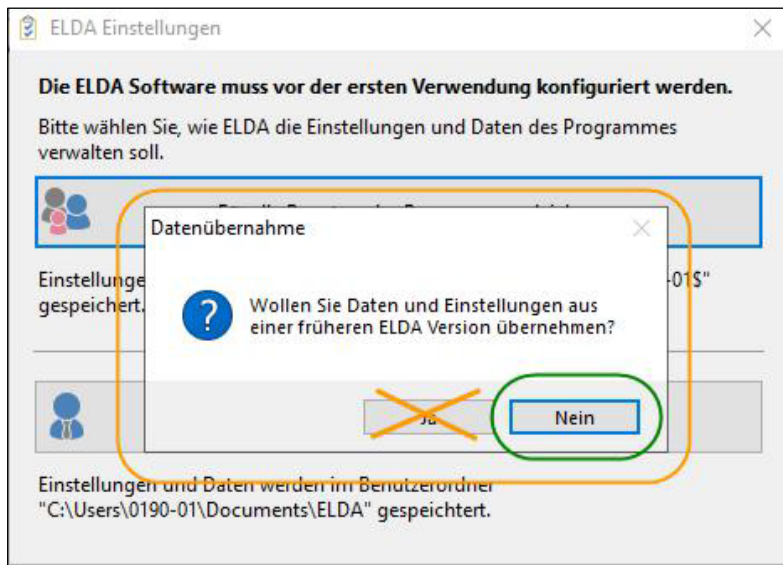 ELDA Einstellungen
Die ELDA Software muss vor der ersten Verwendung konfiguriert werden.
Bitte wählen Sie, wie ELDA die Einstellungen und Daten des Programmes
verwalten soll.
Datenübernahme
Einstellunge
-01$"
gespeichert.
Wollen Sie Daten und Einstellungen aus
einer früheren ELDA Version übernehmen?
Ja
Nein
Einstellungen und Daten werden im Benutzerordner
"C:\Users\0190-01\Documents\ELDA" gespeichtert.